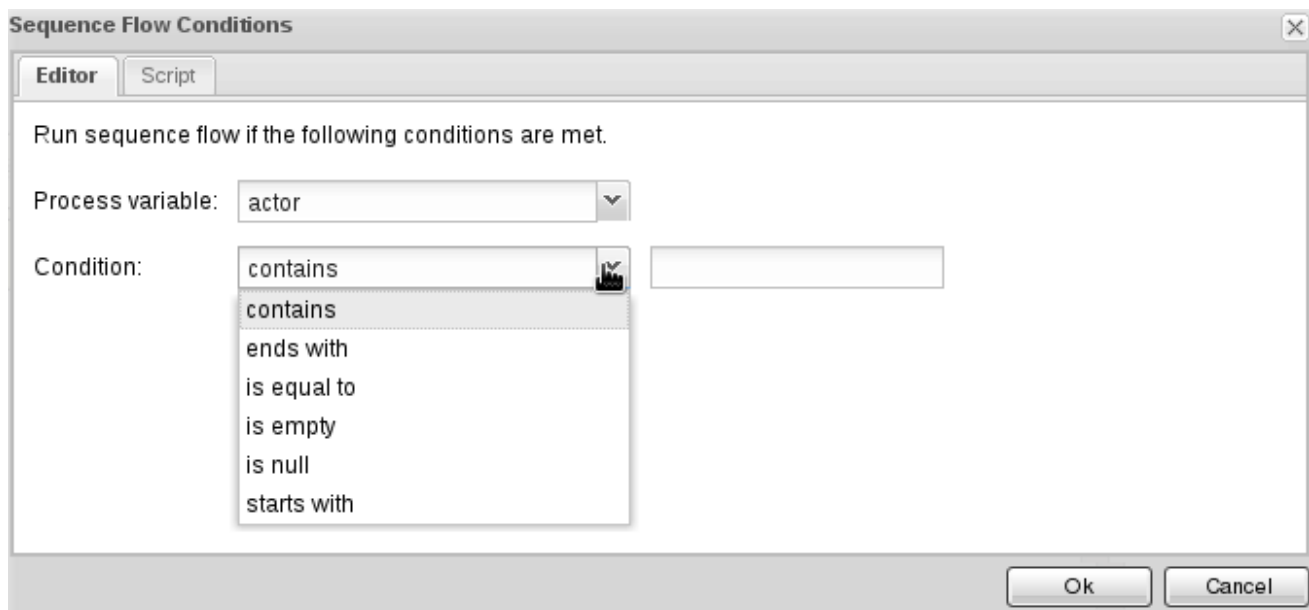 Sequence Flow Conditions
Editor Script
Run sequence flow if the following conditions are met.
Process variable: actor
Condition: contains
contains
ends with
is equal to
is empty
is null
starts with
Ok Cancel